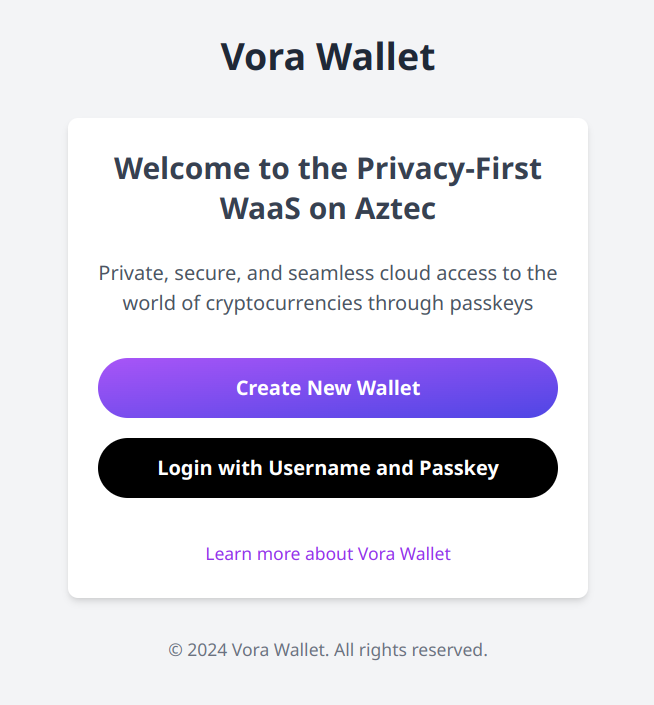 Vora Wallet
Welcome to the Privacy-First
WaaS on Aztec
Private, secure, and seamless cloud access to the
world of cryptocurrencies through passkeys
Create New Wallet
Login with Username and Passkey
Learn more about Vora Wallet
© 2024 Vora Wallet. All rights reserved.